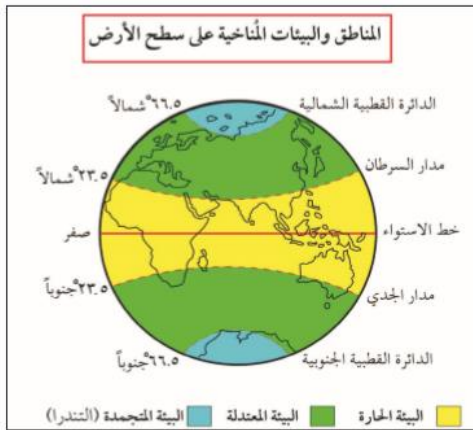 المناطق والبيئات المُناخية على سطح الأرض
الدائرة القطبية الشمالية
٦٦.٥° شمالاً
مدار السرطان
٢٣.٥° شمالاً
خط الاستواء
صفر
مدار الجدي
٢٣.٥° جنوباً
الدائرة القطبية الجنوبية
٦٦.٥° جنوباً
البيئة الحارة
البيئة المعتدلة
البيئة المتجمدة (التندرا)